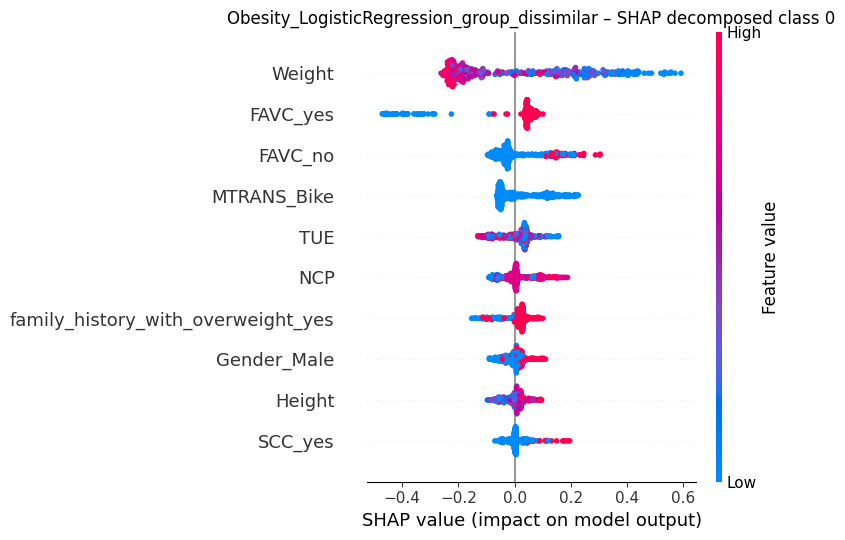 Obesity_LogisticRegression_group_dissimilar – SHAP decomposed class 0
High
Weight
FAVC_yes
FAVC_no
MTRANS_Bike
TUE
NCP
family_history_with_overweight_yes
Gender_Male
Height
SCC_yes
Feature value
Low
−0.4 −0.2 0.0 0.2 0.4 0.6
SHAP value (impact on model output)